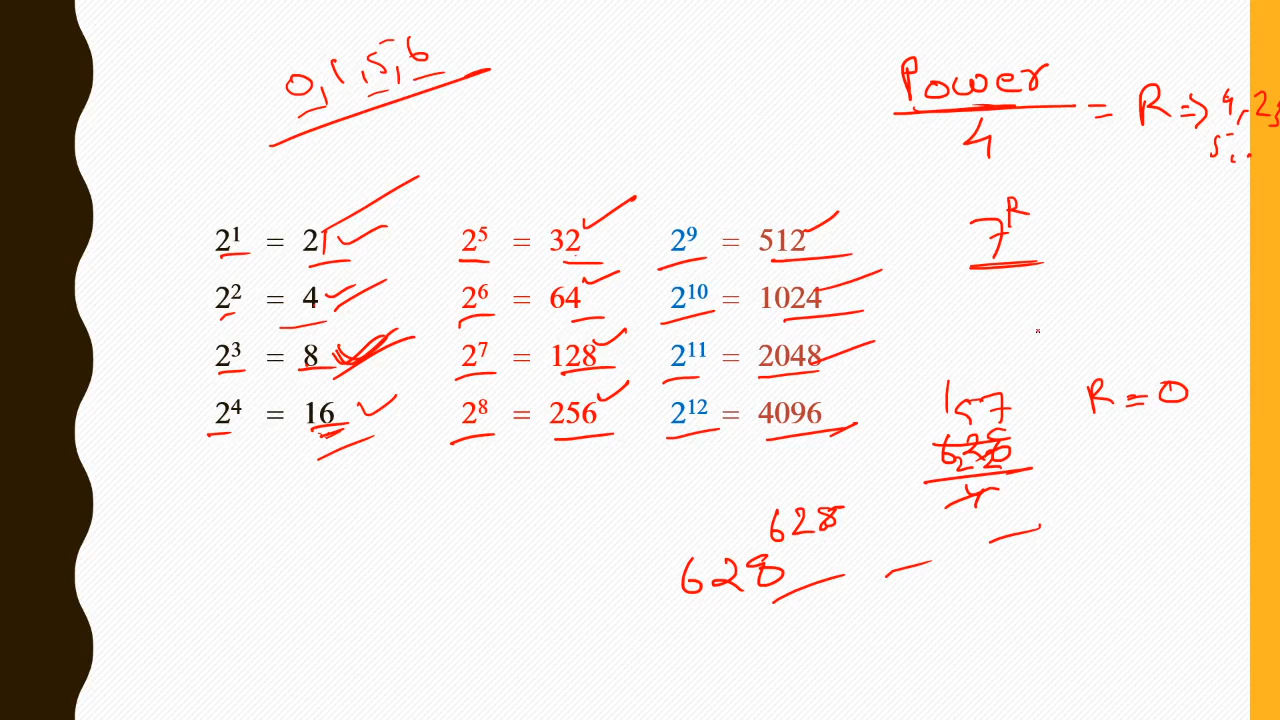 0, 1, 5, 6
Power
4
= R ⇒ 9, 2,
5,
7^R
2^1 = 2 2^5 = 32 2^9 = 512
2^2 = 4 2^6 = 64 2^10 = 1024
2^3 = 8 2^7 = 128 2^11 = 2048
2^4 = 16 2^8 = 256 2^12 = 4096
157 R = 0
4
628^628